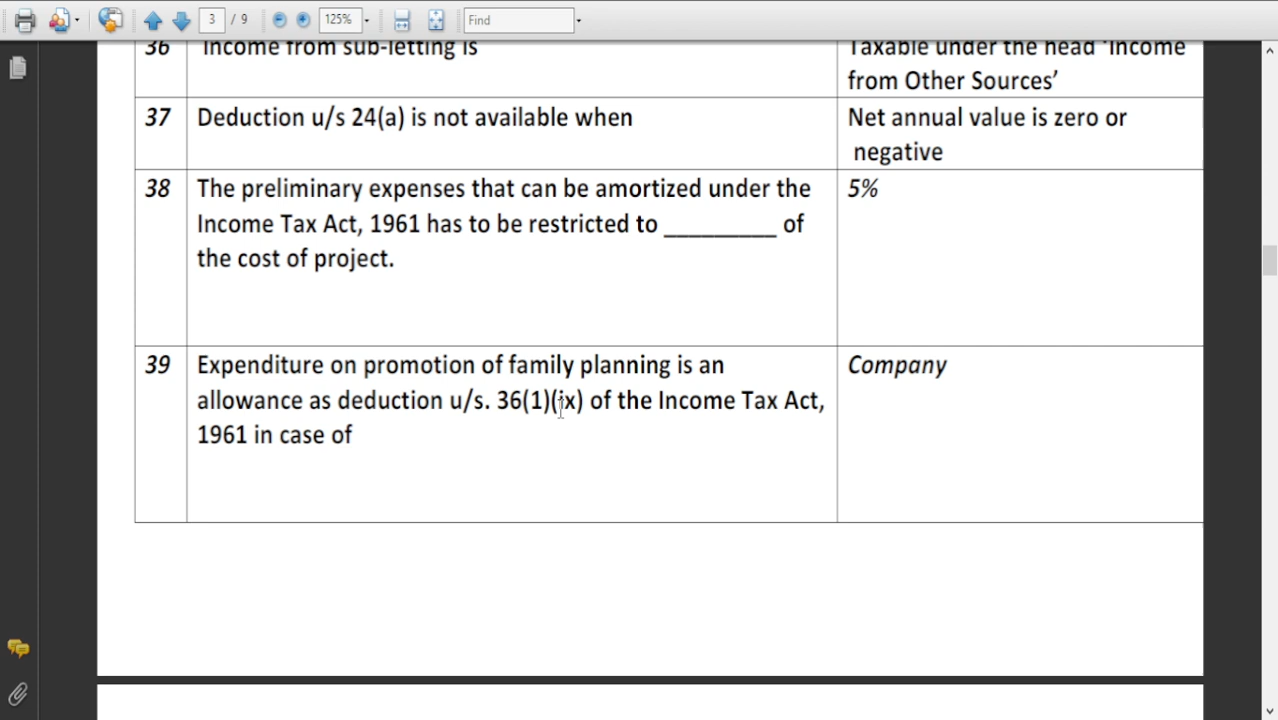 3 / 9 125% Find
36 Income from sub-letting is Taxable under the head 'Income
from Other Sources'
37 Deduction u/s 24(a) is not available when Net annual value is zero or
negative
38 The preliminary expenses that can be amortized under the 5%
Income Tax Act, 1961 has to be restricted to _________ of
the cost of project.
39 Expenditure on promotion of family planning is an Company
allowance as deduction u/s. 36(1)(ix) of the Income Tax Act,
1961 in case of